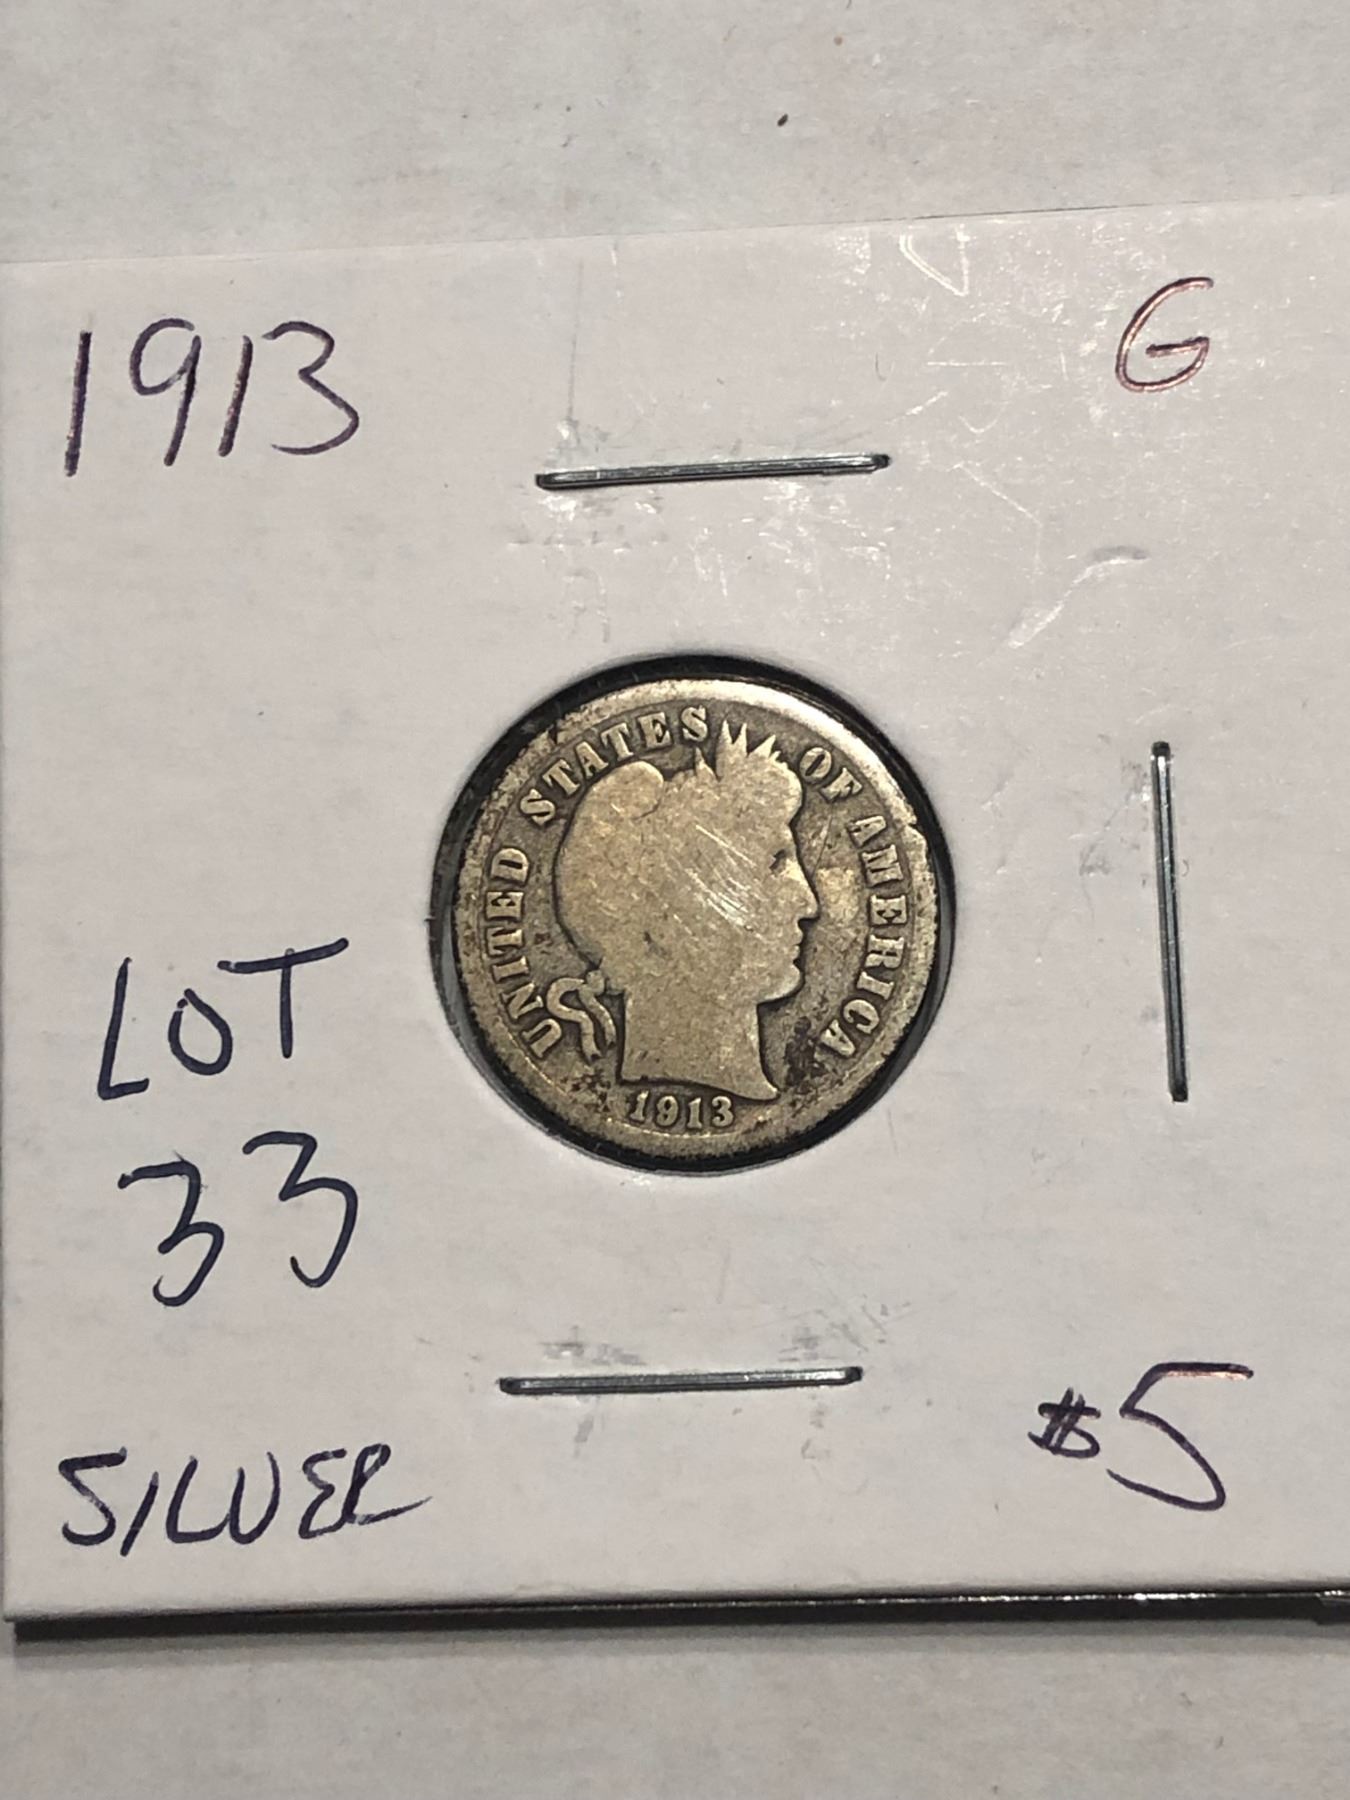 1913
G
UNITED STATES OF AMERICA
1913
LOT
33
SILVER
$5